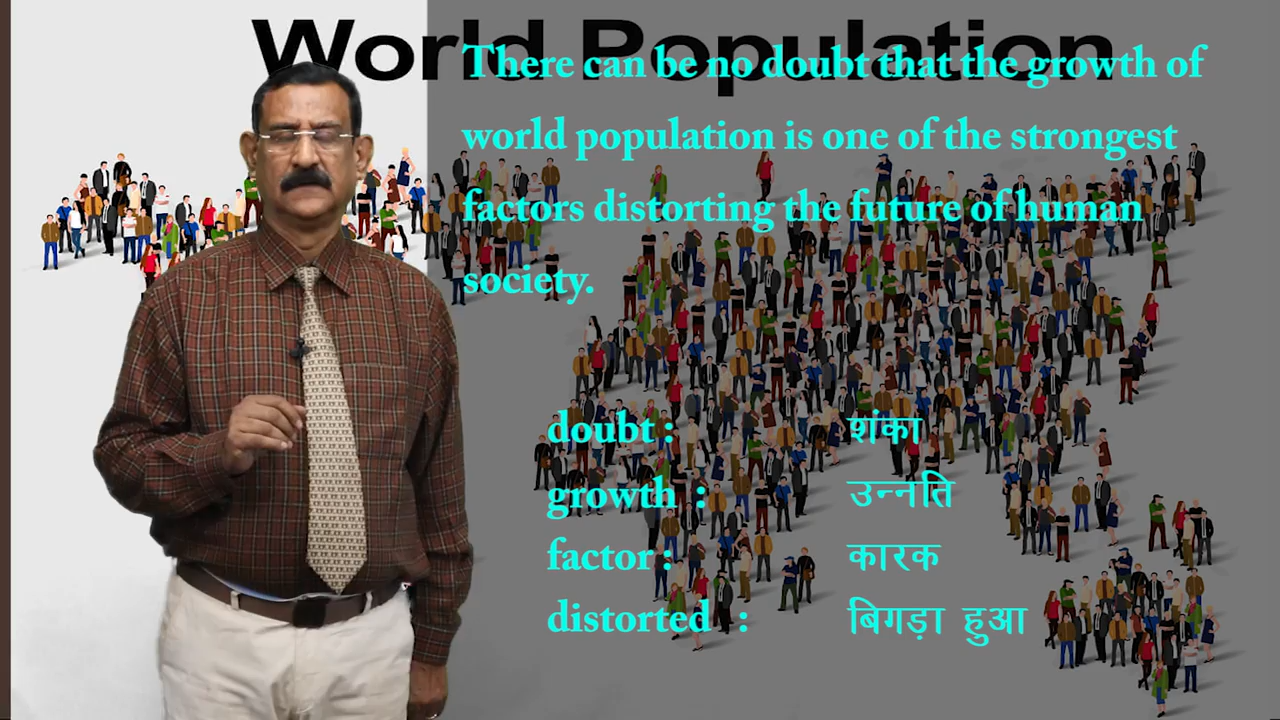 World Population
There can be no doubt that the growth of
world population is one of the strongest
factors distorting the future of human
society.
doubt : शंका
growth : उन्नति
factor : कारक
distorted : बिगड़ा हुआ